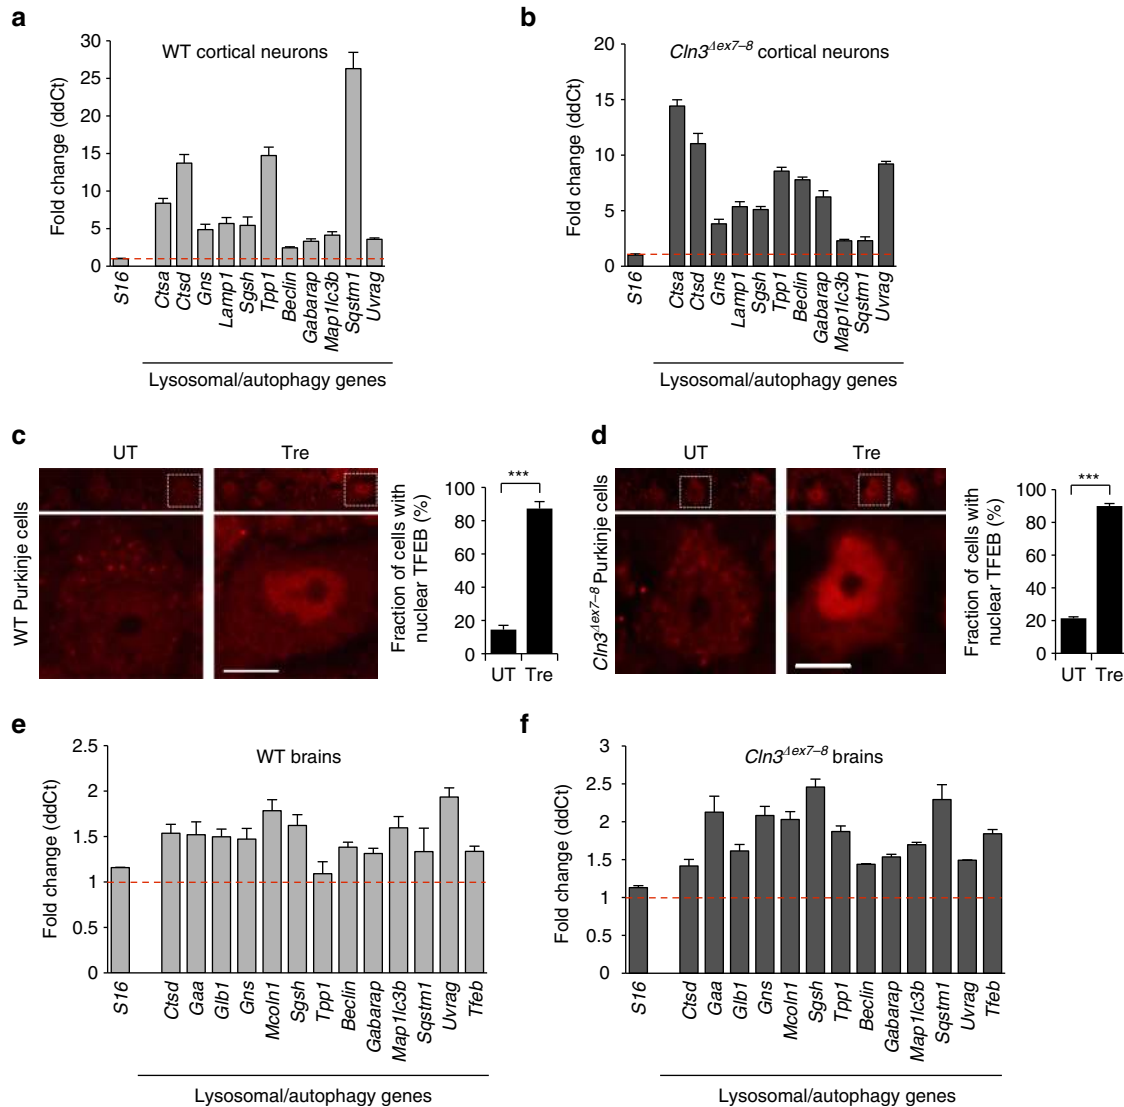 a
WT cortical neurons
Fold change (ddCt)
30
25
20
15
10
5
0
S16
Ctsa
Ctsd
Gns
Lamp1
Sgsh
Tpp1
Beclin
Gabarap
Map1lc3b
Sqstm1
Uvrag
Lysosomal/autophagy genes
b
Cln3Δex7–8 cortical neurons
Fold change (ddCt)
20
15
10
5
0
S16
Ctsa
Ctsd
Gns
Lamp1
Sgsh
Tpp1
Beclin
Gabarap
Map1lc3b
Sqstm1
Uvrag
Lysosomal/autophagy genes
c
UT
Tre
WT Purkinje cells
Fraction of cells with
nuclear TFEB (%)
100
80
60
40
20
0
***
UT Tre
d
UT
Tre
Cln3Δex7–8 Purkinje cells
Fraction of cells with
nuclear TFEB (%)
100
80
60
40
20
0
***
UT Tre
e
WT brains
Fold change (ddCt)
2.5
2
1.5
1
0.5
0
S16
Ctsd
Gaa
Glb1
Gns
Mcoln1
Sgsh
Tpp1
Beclin
Gabarap
Map1lc3b
Sqstm1
Uvrag
Tfeb
Lysosomal/autophagy genes
f
Cln3Δex7–8 brains
Fold change (ddCt)
3
2.5
2
1.5
1
0.5
0
S16
Ctsd
Gaa
Glb1
Gns
Mcoln1
Sgsh
Tpp1
Beclin
Gabarap
Map1lc3b
Sqstm1
Uvrag
Tfeb
Lysosomal/autophagy genes